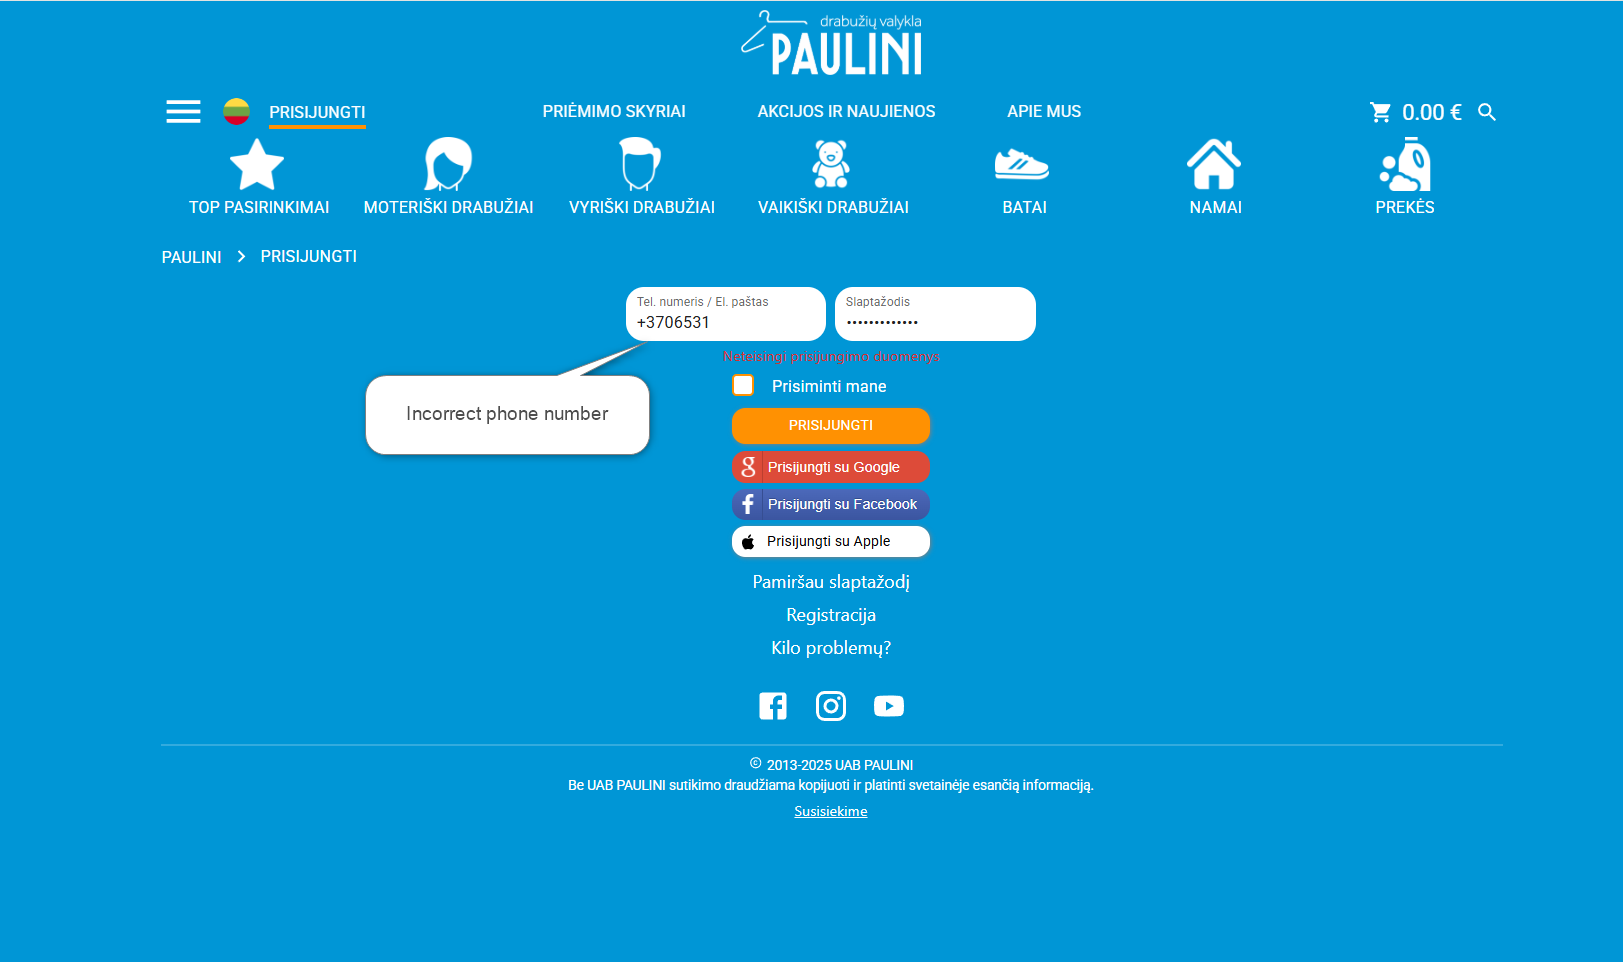 drabužių valykla
PAULINI
PRISIJUNGTI
PRIĖMIMO SKYRIAI
AKCIJOS IR NAUJIENOS
APIE MUS
0.00 €
TOP PASIRINKIMAI
MOTERIŠKI DRABUŽIAI
VYRIŠKI DRABUŽIAI
VAIKIŠKI DRABUŽIAI
BATAI
NAMAI
PREKĖS
PAULINI > PRISIJUNGTI
Tel. numeris / El. paštas
+3706531
Slaptažodis
•••••••••••••
Neteisingi prisijungimo duomenys
Incorrect phone number
Prisiminti mane
PRISIJUNGTI
Prisijungti su Google
Prisijungti su Facebook
Prisijungti su Apple
Pamiršau slaptažodį
Registracija
Kilo problemų?
© 2013-2025 UAB PAULINI
Be UAB PAULINI sutikimo draudžiama kopijuoti ir platinti svetainėje esančią informaciją.
Susisiekime